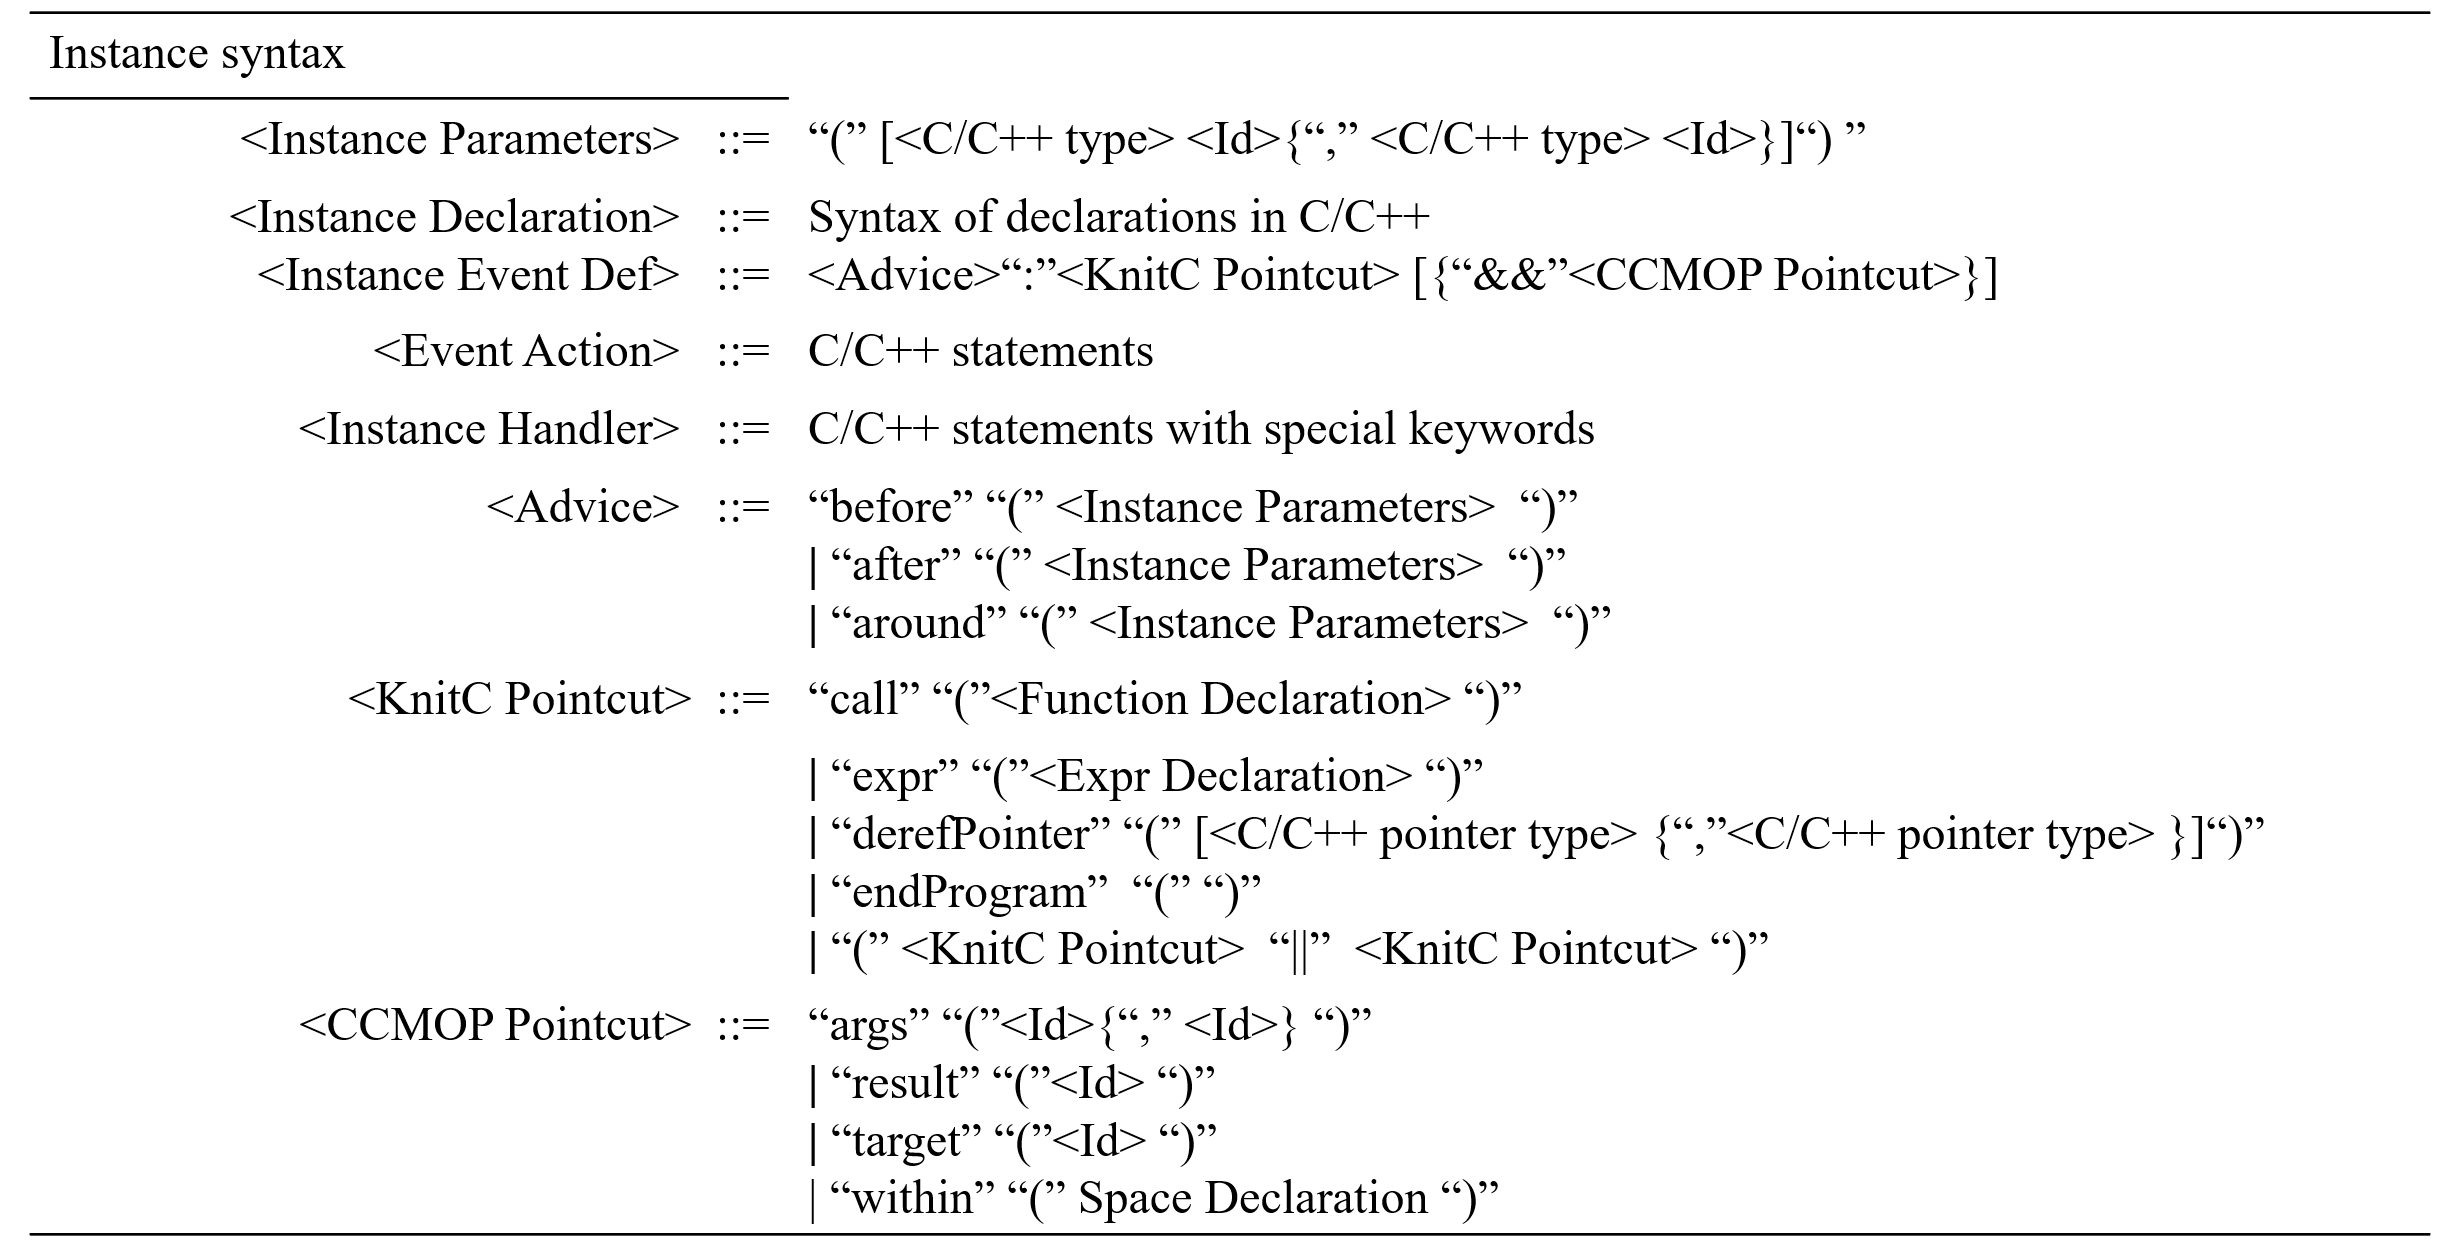 Instance syntax
<Instance Parameters> ::= “(” [<C/C++ type> <Id>{“,” <C/C++ type> <Id>}]“) ”
<Instance Declaration> ::= Syntax of declarations in C/C++
<Instance Event Def> ::= <Advice>“:”<KnitC Pointcut> [{“&&”<CCMOP Pointcut>}]
<Event Action> ::= C/C++ statements
<Instance Handler> ::= C/C++ statements with special keywords
<Advice> ::= “before” “(” <Instance Parameters> “)”
| “after” “(” <Instance Parameters> “)”
| “around” “(” <Instance Parameters> “)”
<KnitC Pointcut> ::= “call” “(”<Function Declaration> “)”
| “expr” “(”<Expr Declaration> “)”
| “derefPointer” “(” [<C/C++ pointer type> {“,”<C/C++ pointer type> }]“)”
| “endProgram” “(” “)”
| “(” <KnitC Pointcut> “||” <KnitC Pointcut> “)”
<CCMOP Pointcut> ::= “args” “(”<Id>{“,” <Id>} “)”
| “result” “(”<Id> “)”
| “target” “(”<Id> “)”
| “within” “(” Space Declaration “)”